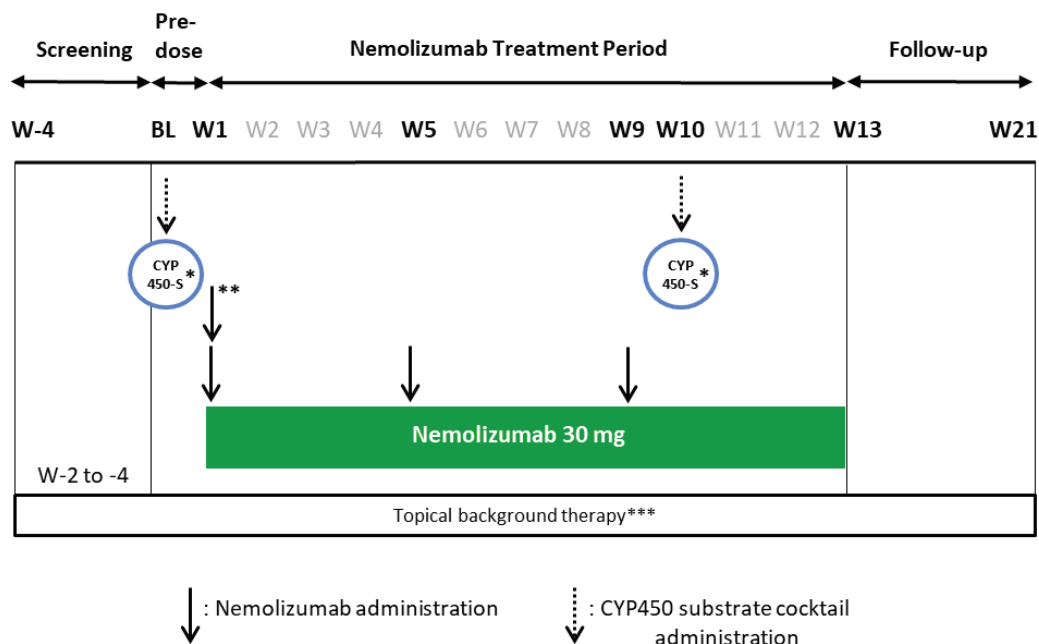 Screening
Pre-
dose
Nemolizumab Treatment Period
Follow-up
W-4 BL W1 W2 W3 W4 W5 W6 W7 W8 W9 W10 W11 W12 W13 W21
CYP
450-S*
CYP
450-S*
**
Nemolizumab 30 mg
W-2 to -4
Topical background therapy***
: Nemolizumab administration
: CYP450 substrate cocktail
administration